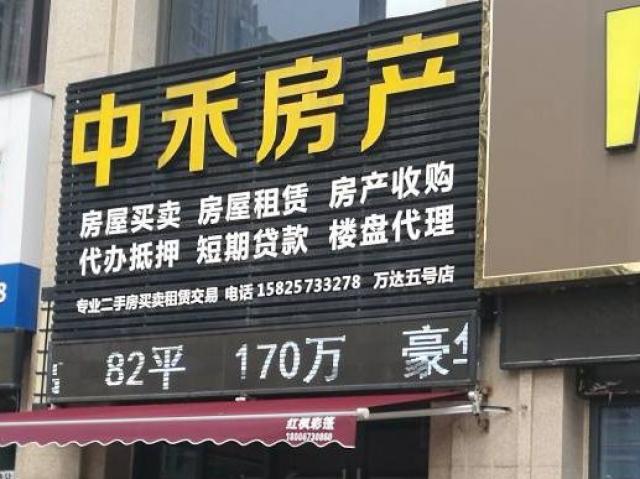 中禾房产
房屋买卖 房屋租赁 房产收购
代办抵押 短期贷款 楼盘代理
专业二手房买卖租赁交易 电话 15825733278 万达五号店
82平 170万 豪
红枫彩篷
18006730860